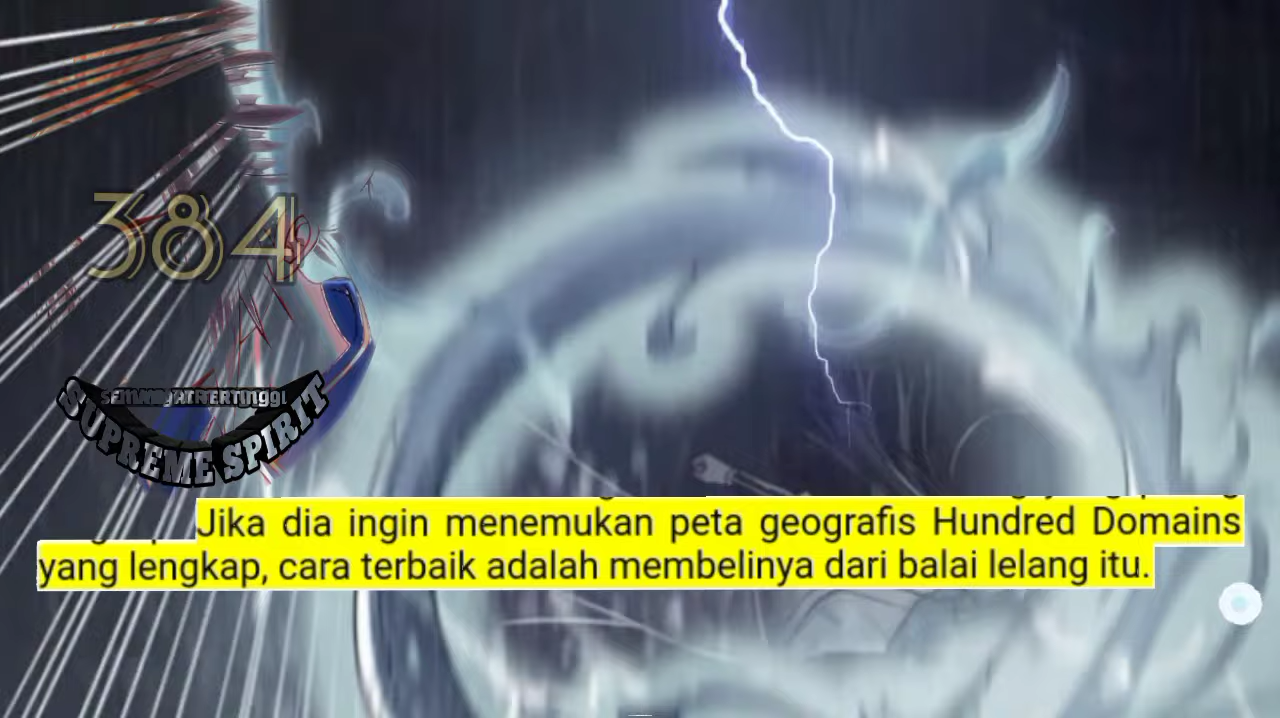 384
SUPREME SPIRIT
Jika dia ingin menemukan peta geografis Hundred Domains
yang lengkap, cara terbaik adalah membelinya dari balai lelang itu.